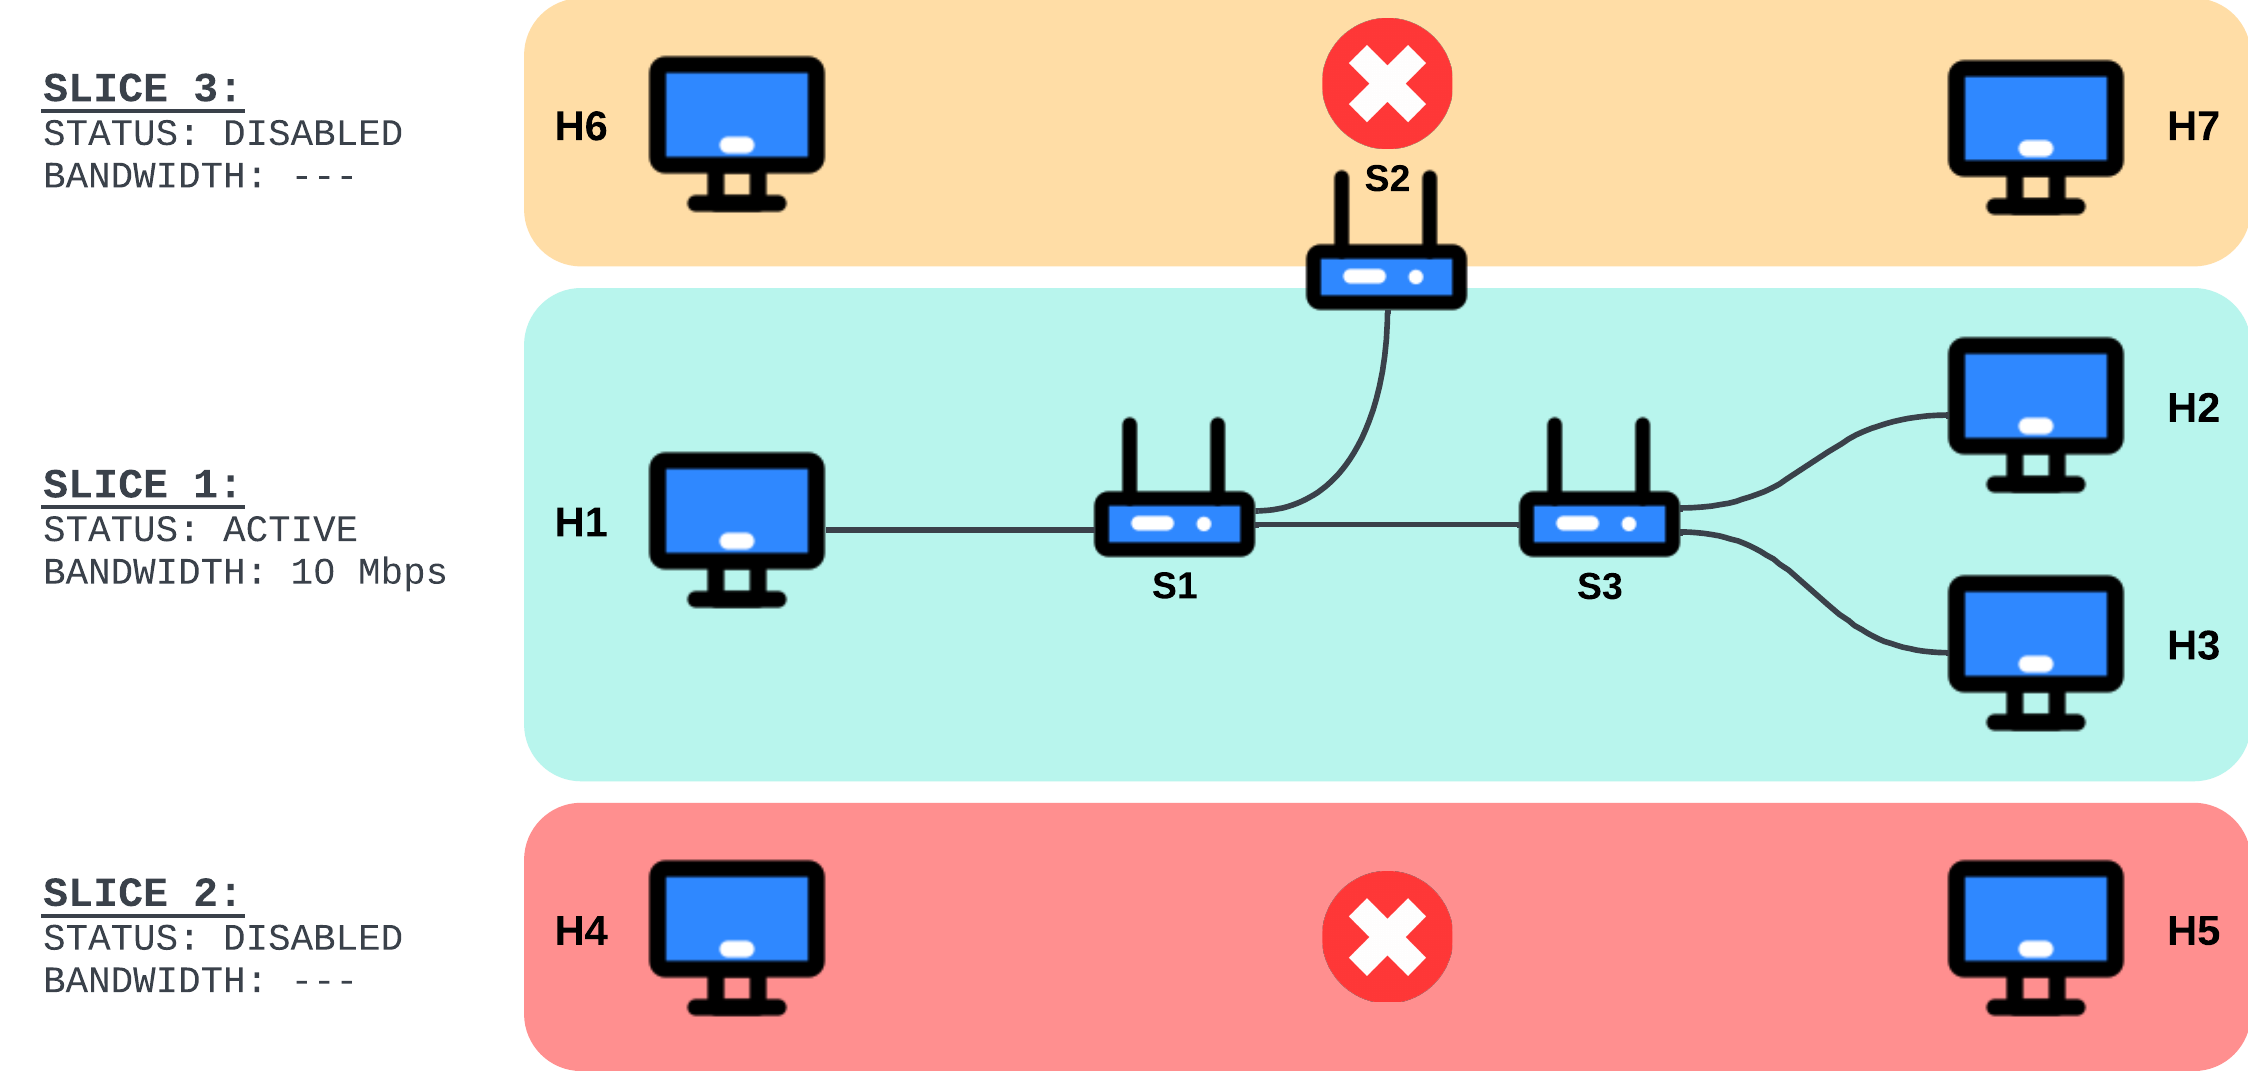 SLICE 3:
STATUS: DISABLED
BANDWIDTH: ---
H6
S2
H7
SLICE 1:
STATUS: ACTIVE
BANDWIDTH: 10 Mbps
H1
S1
S3
H2
H3
SLICE 2:
STATUS: DISABLED
BANDWIDTH: ---
H4
H5